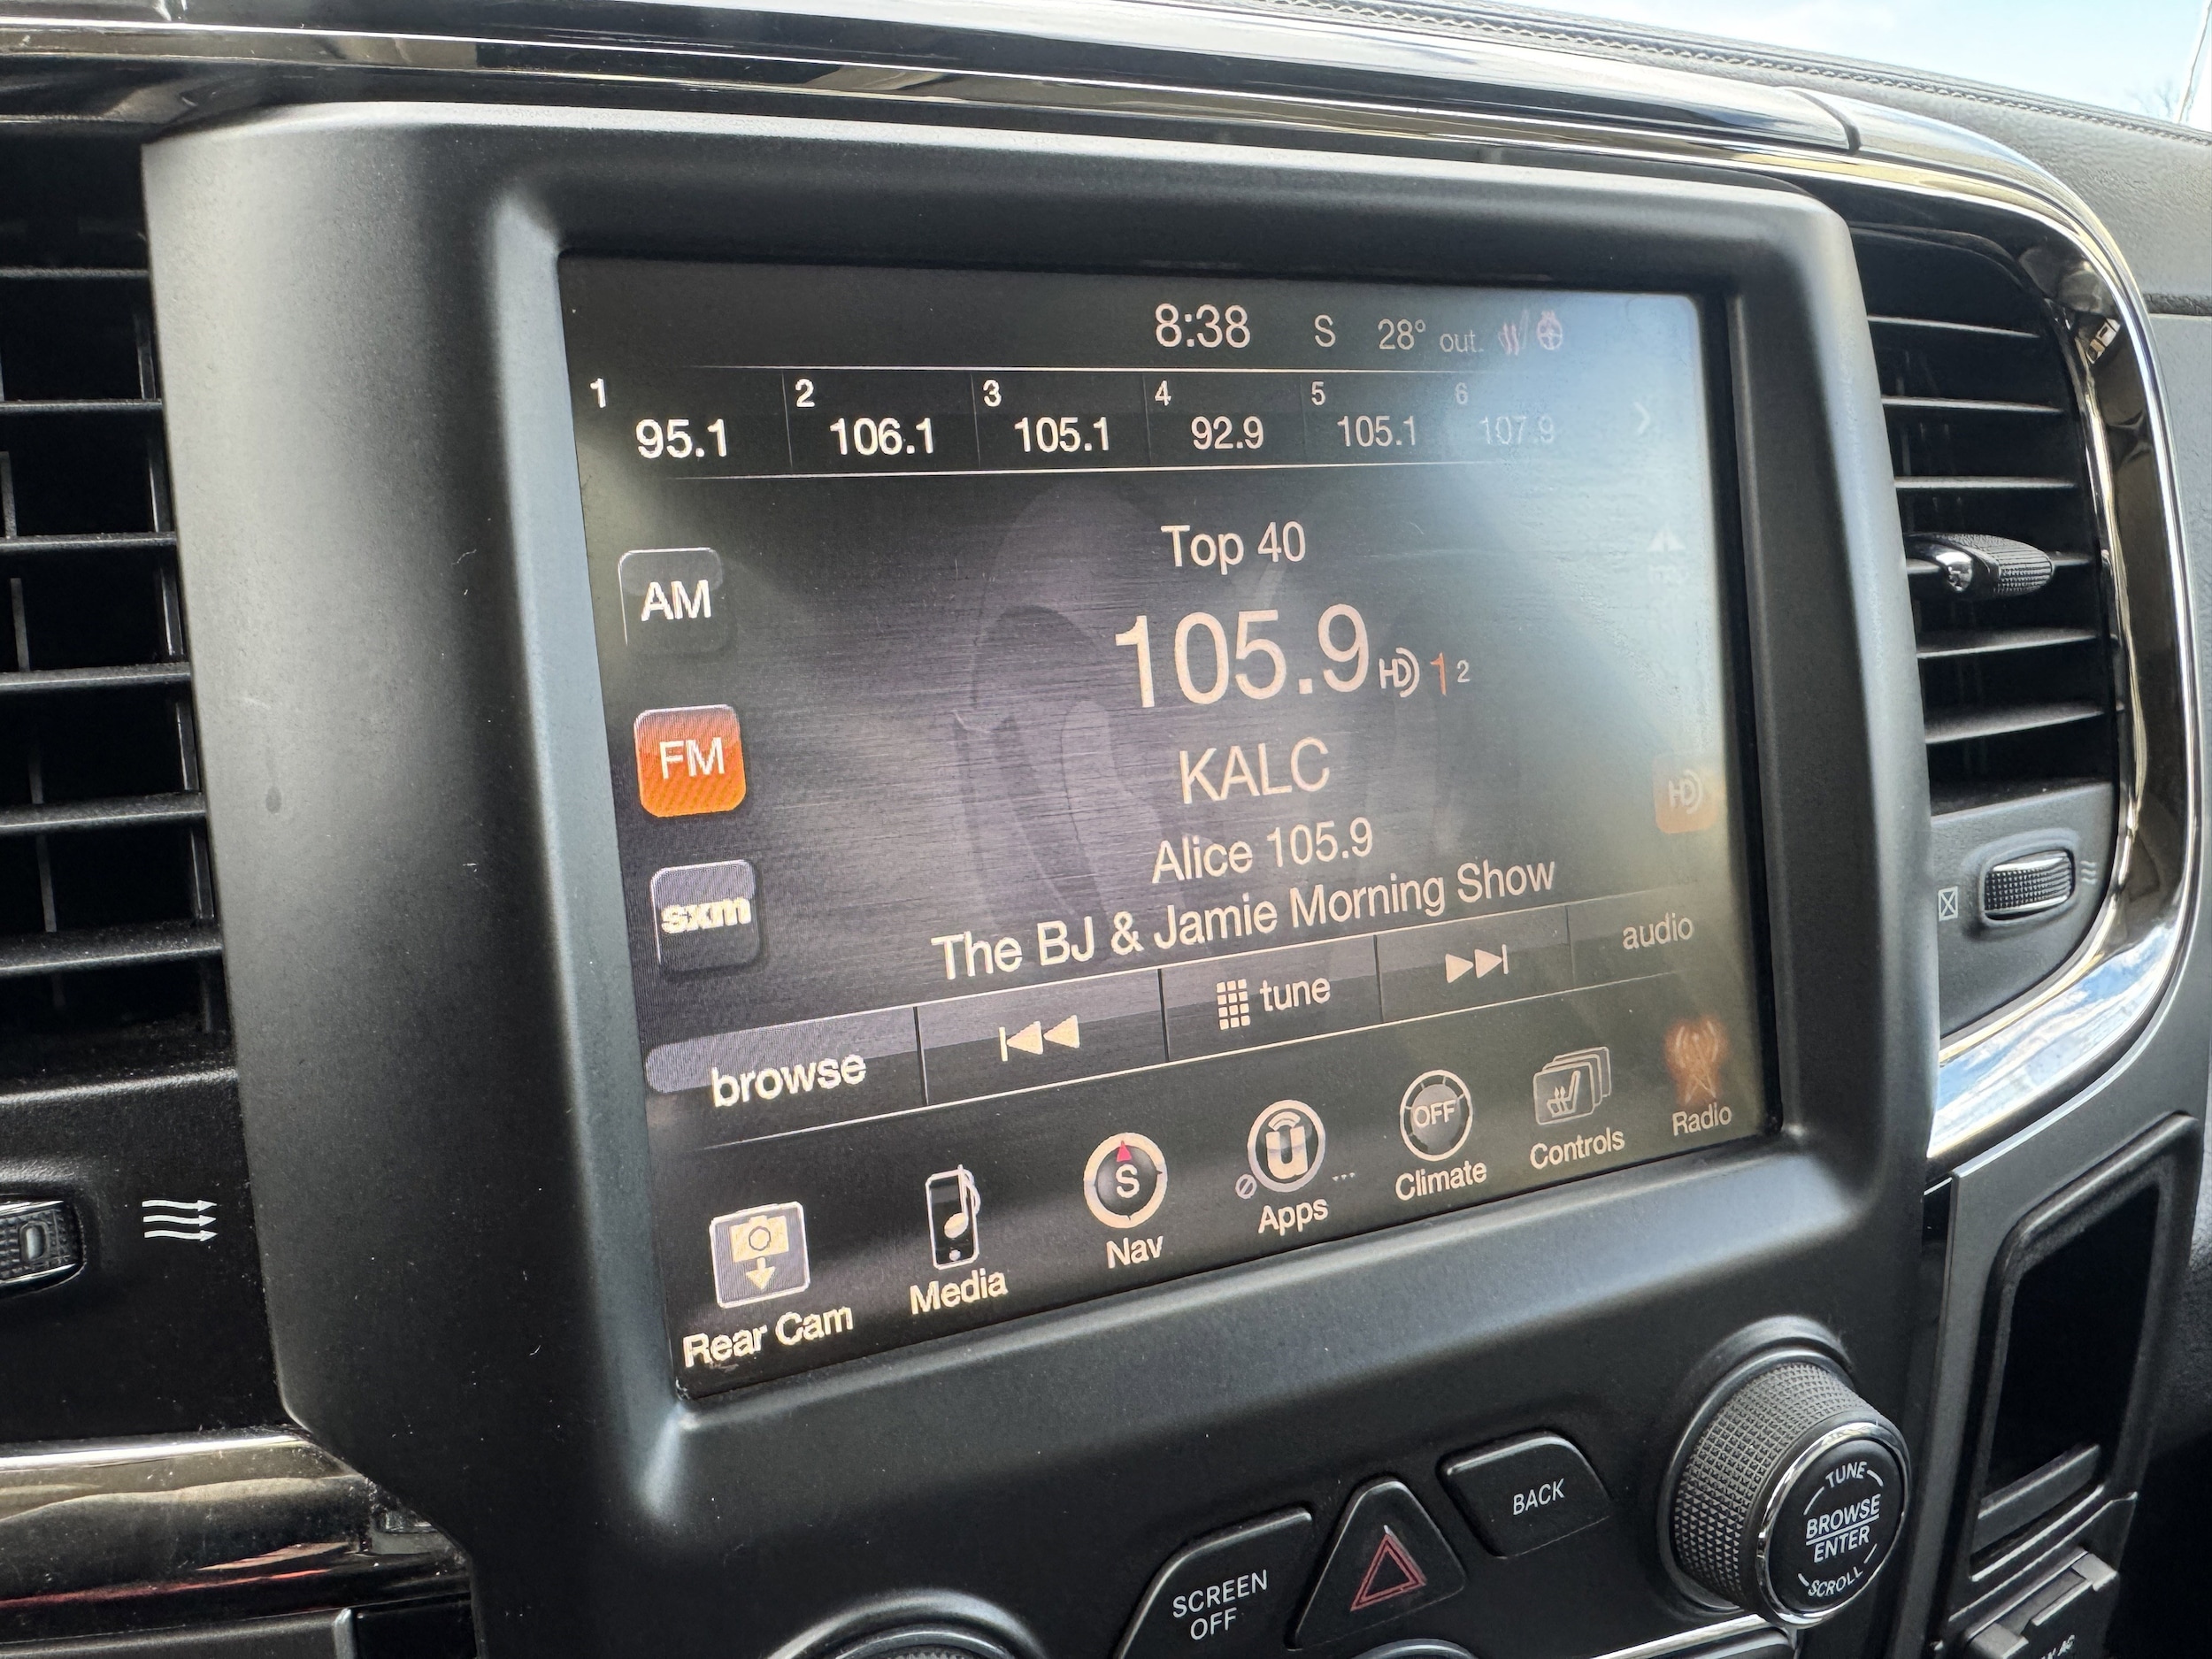 8:38 S 28° out
1 2 3 4 5 6
95.1 106.1 105.1 92.9 105.1 107.9
Top 40
AM
105.9 HD 1 2
FM
KALC
HD
Alice 105.9
sxm
The BJ & Jamie Morning Show
browse tune audio
Rear Cam
Media
S
Nav
Apps
OFF
Climate
Controls
Radio
SCREEN
OFF
BACK
TUNE
BROWSE
ENTER
SCROLL